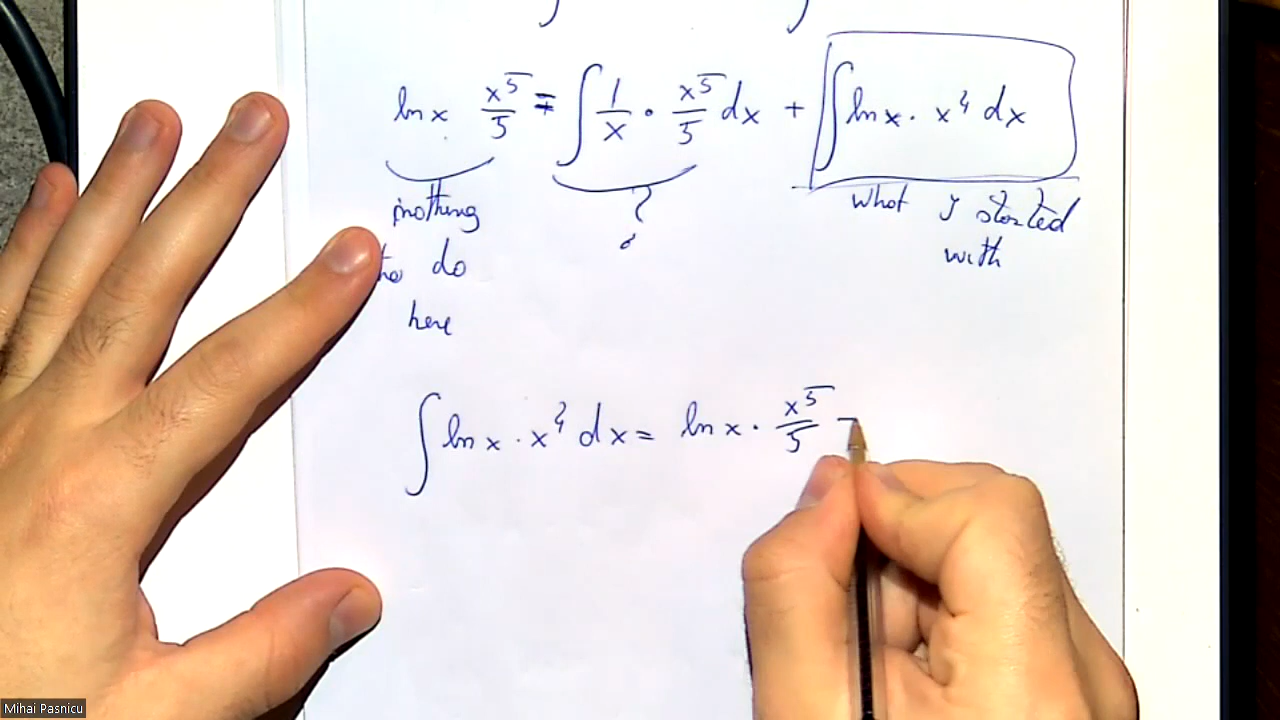 ln x x⁵/5 = ∫ 1/x · x⁵/5 dx + ∫ ln x · x⁴ dx
nothing to do here
?
what I started with
∫ ln x · x⁴ dx = ln x · x⁵/5 -
Mihai Pasnicu